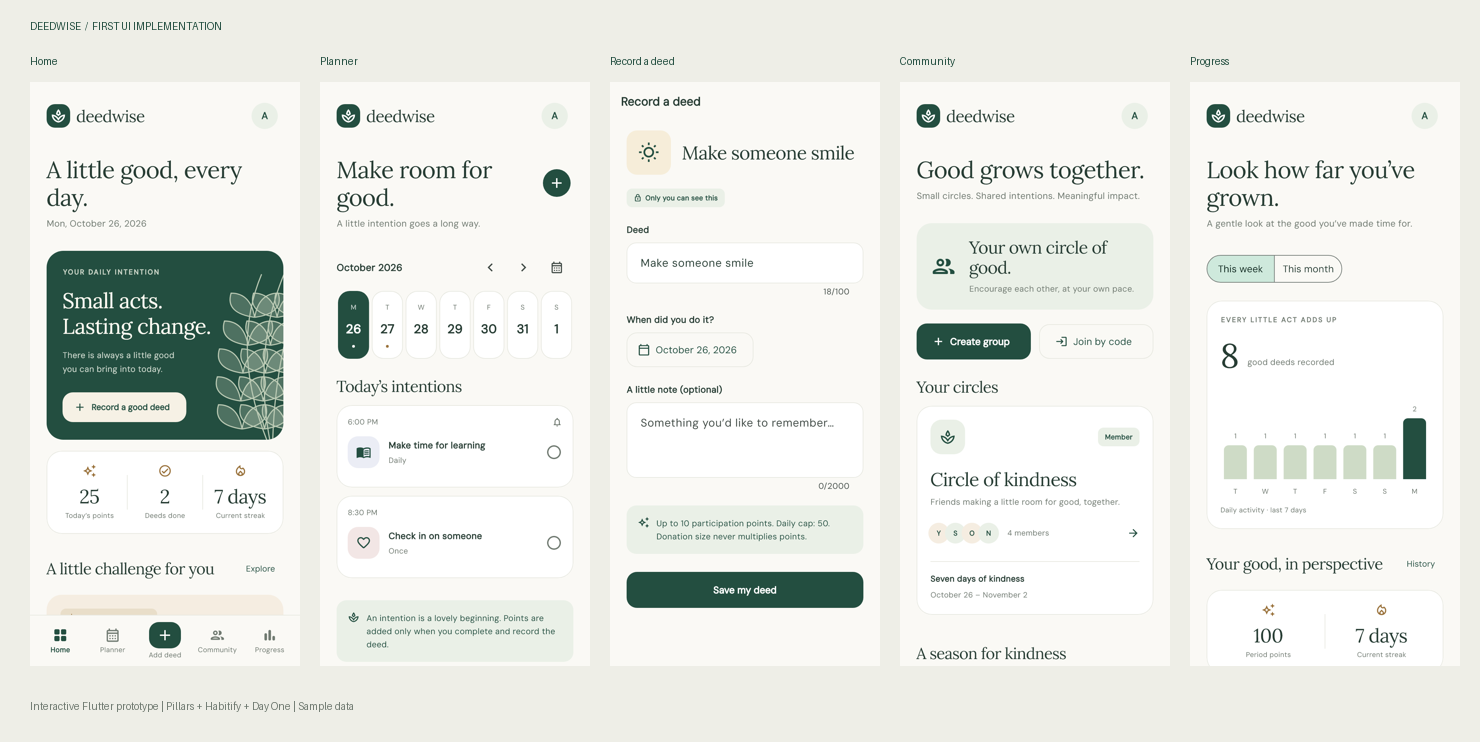 DEEDWISE / FIRST UI IMPLEMENTATION
Home
deedwise
A
A little good, every
day.
Mon, October 26, 2026
YOUR DAILY INTENTION
Small acts.
Lasting change.
There is always a little good
you can bring into today.
+ Record a good deed
25 2 7 days
Today's points Deeds done Current streak
A little challenge for you Explore
Home Planner Add deed Community Progress
Planner
deedwise
A
Make room for
good.
A little intention goes a long way.
October 2026
M T W T F S S
26 27 28 29 30 31 1
Today's intentions
6:00 PM
Make time for learning
Daily
8:30 PM
Check in on someone
Once
An intention is a lovely beginning. Points are
added only when you complete and record the
deed.
Record a deed
Record a deed
Make someone smile
Only you can see this
Deed
Make someone smile
18/100
When did you do it?
October 26, 2026
A little note (optional)
Something you'd like to remember…
0/2000
Up to 10 participation points. Daily cap: 50.
Donation size never multiplies points.
Save my deed
Community
deedwise
A
Good grows together.
Small circles. Shared intentions. Meaningful impact.
Your own circle of
good.
Encourage each other, at your own pace.
+ Create group Join by code
Your circles
Member
Circle of kindness
Friends making a little room for good, together.
Y S O N 4 members
Seven days of kindness
October 26 – November 2
A season for kindness
Progress
deedwise
A
Look how far you've
grown.
A gentle look at the good you've made time for.
This week This month
EVERY LITTLE ACT ADDS UP
8 good deeds recorded
1 1 1 1 1 1 2
T W T F S S M
Daily activity · last 7 days
Your good, in perspective History
100 7 days
Period points Current streak
Interactive Flutter prototype | Pillars + Habitify + Day One | Sample data